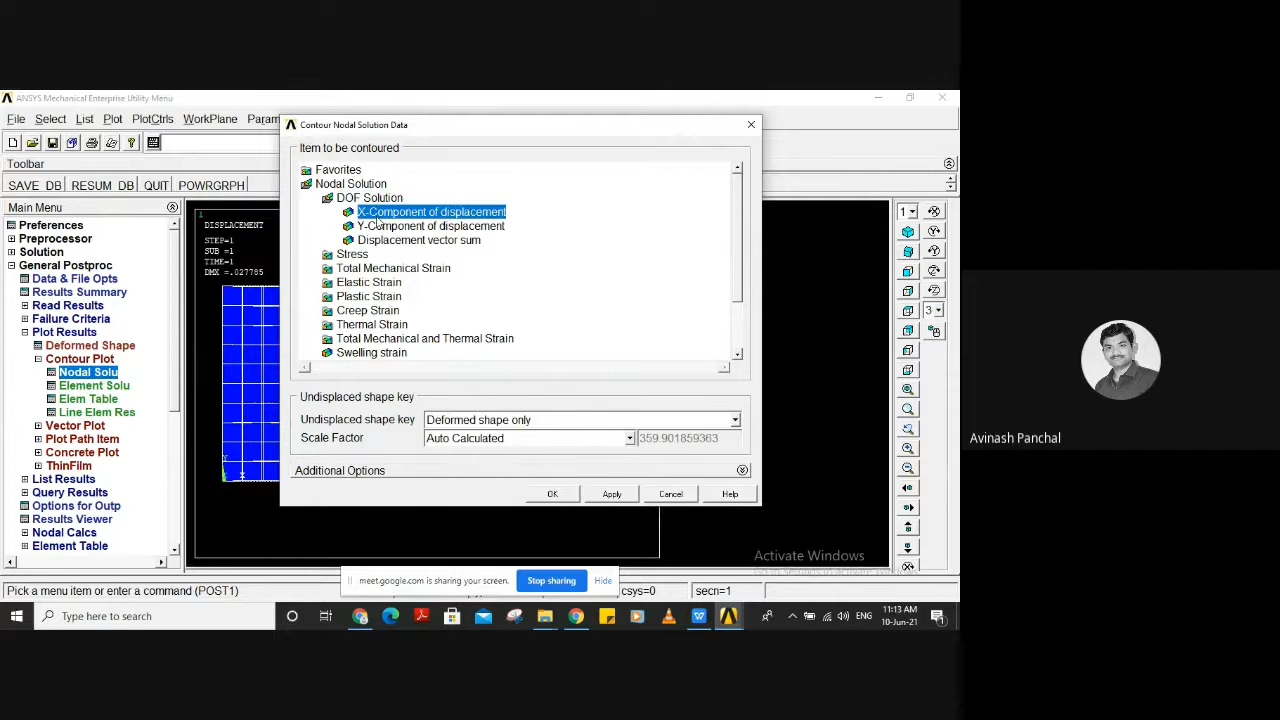 ANSYS Mechanical Enterprise Utility Menu
File Select List Plot PlotCtrls WorkPlane Param
Toolbar
SAVE_DB RESUM_DB QUIT POWRGRPH
Main Menu
Preferences
Preprocessor
Solution
General Postproc
Data & File Opts
Results Summary
Read Results
Failure Criteria
Plot Results
Deformed Shape
Contour Plot
Nodal Solu
Element Solu
Elem Table
Line Elem Res
Vector Plot
Plot Path Item
Concrete Plot
ThinFilm
List Results
Query Results
Options for Outp
Results Viewer
Nodal Calcs
Element Table
1
DISPLACEMENT
STEP=1
SUB =1
TIME=1
DMX =.027785
Y
X
Contour Nodal Solution Data
Item to be contoured
Favorites
Nodal Solution
DOF Solution
X-Component of displacement
Y-Component of displacement
Displacement vector sum
Stress
Total Mechanical Strain
Elastic Strain
Plastic Strain
Creep Strain
Thermal Strain
Total Mechanical and Thermal Strain
Swelling strain
Undisplaced shape key
Undisplaced shape key Deformed shape only
Scale Factor Auto Calculated 359.901859363
Additional Options
OK Apply Cancel Help
1
3
Activate Windows
meet.google.com is sharing your screen. Stop sharing Hide
Pick a menu item or enter a command (POST1)
csys=0 secn=1
Type here to search
ENG
11:13 AM
10-Jun-21
1
Avinash Panchal